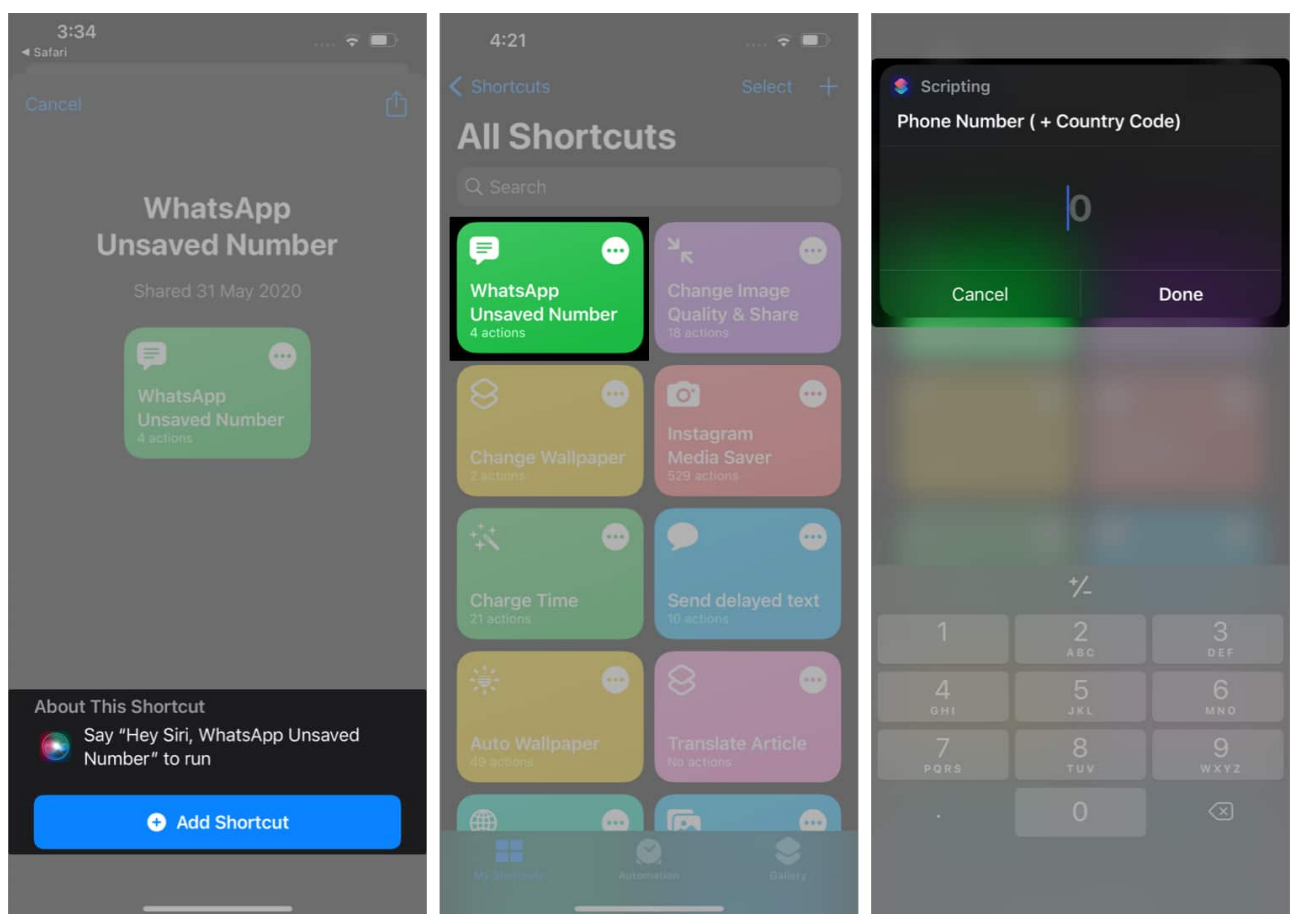 3:34
◀ Safari
Cancel
WhatsApp
Unsaved Number
Shared 31 May 2020
WhatsApp
Unsaved Number
4 actions
About This Shortcut
Say "Hey Siri, WhatsApp Unsaved
Number" to run
Add Shortcut
4:21
Shortcuts
Select
All Shortcuts
Search
WhatsApp
Unsaved Number
4 actions
Change Image
Quality & Share
18 actions
Change Wallpaper
2 actions
Instagram
Media Saver
529 actions
Charge Time
21 actions
Send delayed text
10 actions
Auto Wallpaper
49 actions
Translate Article
No actions
My Shortcuts
Automation
Gallery
Scripting
Phone Number ( + Country Code)
0
Cancel
Done
+/-
1
2
ABC
3
DEF
4
GHI
5
JKL
6
MNO
7
PQRS
8
TUV
9
WXYZ
.
0